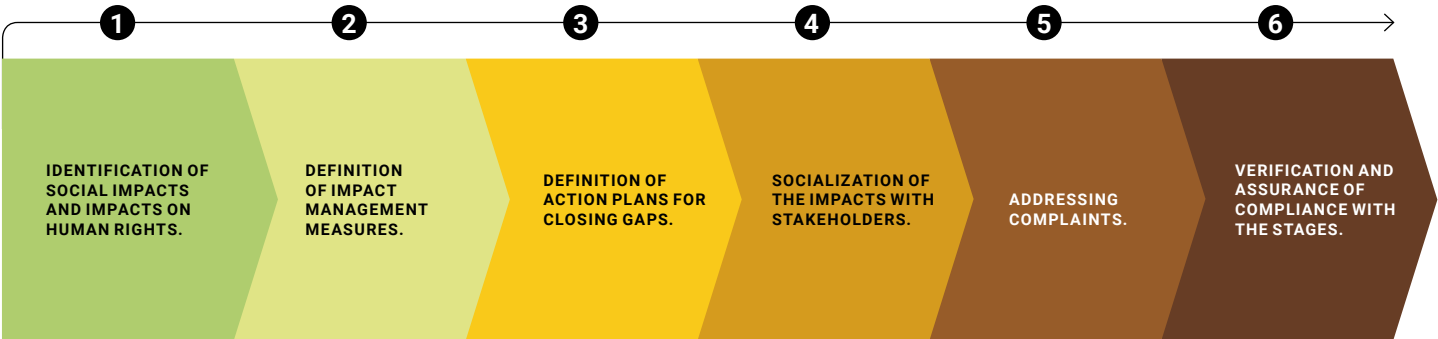 1
2
3
4
5
6
IDENTIFICATION OF
SOCIAL IMPACTS
AND IMPACTS ON
HUMAN RIGHTS.
DEFINITION
OF IMPACT
MANAGEMENT
MEASURES.
DEFINITION OF
ACTION PLANS FOR
CLOSING GAPS.
SOCIALIZATION OF
THE IMPACTS WITH
STAKEHOLDERS.
ADDRESSING
COMPLAINTS.
VERIFICATION AND
ASSURANCE OF
COMPLIANCE WITH
THE STAGES.